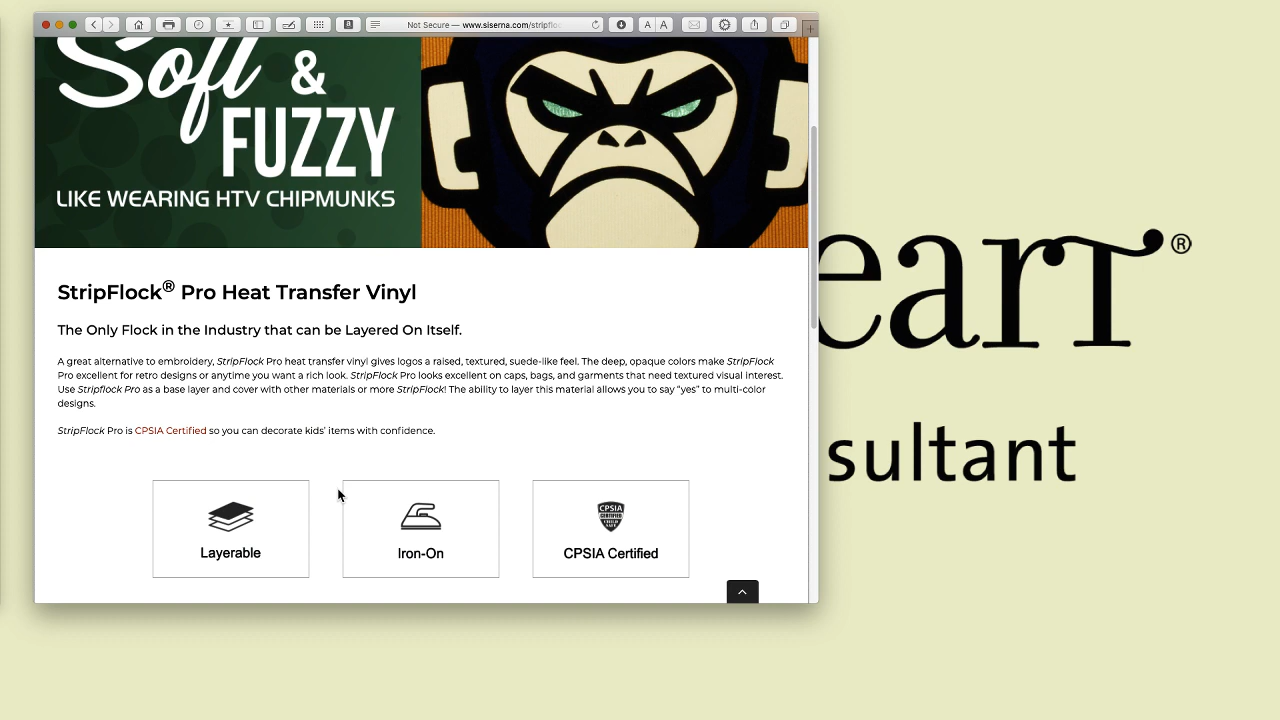 Not Secure — www.siserna.com/stripfloc
A A
Soft &
FUZZY
LIKE WEARING HTV CHIPMUNKS
StripFlock® Pro Heat Transfer Vinyl
The Only Flock in the Industry that can be Layered On Itself.
A great alternative to embroidery, StripFlock Pro heat transfer vinyl gives logos a raised, textured, suede-like feel. The deep, opaque colors make StripFlock
Pro excellent for retro designs or anytime you want a rich look. StripFlock Pro looks excellent on caps, bags, and garments that need textured visual interest.
Use Stripflock Pro as a base layer and cover with other materials or more StripFlock! The ability to layer this material allows you to say “yes” to multi-color
designs.
StripFlock Pro is CPSIA Certified so you can decorate kids’ items with confidence.
CPSIA
CERTIFIED
CHILD
SAFE
Layerable
Iron-On
CPSIA Certified
eart®
sultant